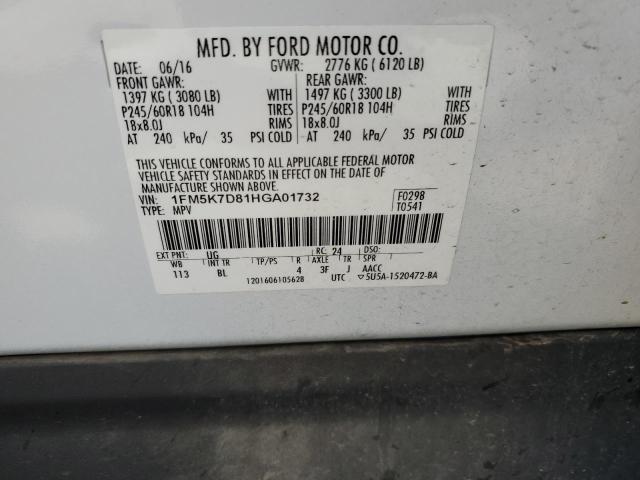 MFD. BY FORD MOTOR CO.
DATE: 06/16 GVWR: 2776 KG ( 6120 LB)
FRONT GAWR: REAR GAWR:
1397 KG ( 3080 LB) WITH 1497 KG ( 3300 LB) WITH
P245/60R18 104H TIRES P245/60R18 104H TIRES
18x8.0J RIMS 18x8.0J RIMS
AT 240 kPa/ 35 PSI COLD AT 240 kPa/ 35 PSI COLD
THIS VEHICLE CONFORMS TO ALL APPLICABLE FEDERAL MOTOR
VEHICLE SAFETY STANDARDS IN EFFECT ON THE DATE OF
MANUFACTURE SHOWN ABOVE.
VIN: 1FM5K7D81HGA01732 F0298
TYPE: MPV T0541
EXT PNT: UG RC: 24 DSO:
WB INT TR TP/PS R AXLE TR SPR
113 BL 4 3F J AACC
1201606105628 UTC ▽5U5A-1520472-BA